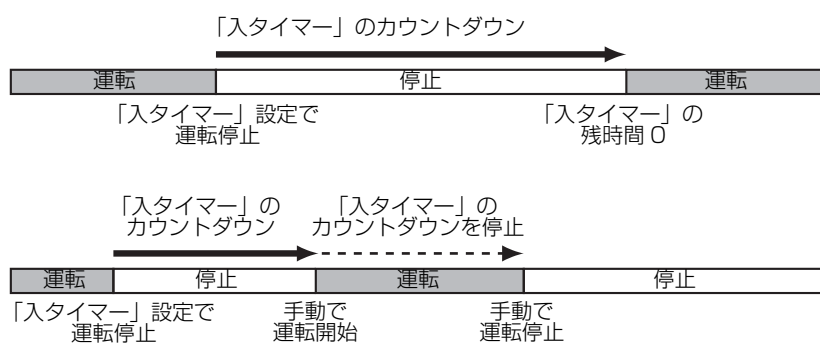 「入タイマー」のカウントダウン
運転 停止 運転
「入タイマー」設定で
運転停止
「入タイマー」の
残時間０
「入タイマー」の
カウントダウン
「入タイマー」の
カウントダウンを停止
運転 停止 運転 停止
「入タイマー」設定で
運転停止
手動で
運転開始
手動で
運転停止